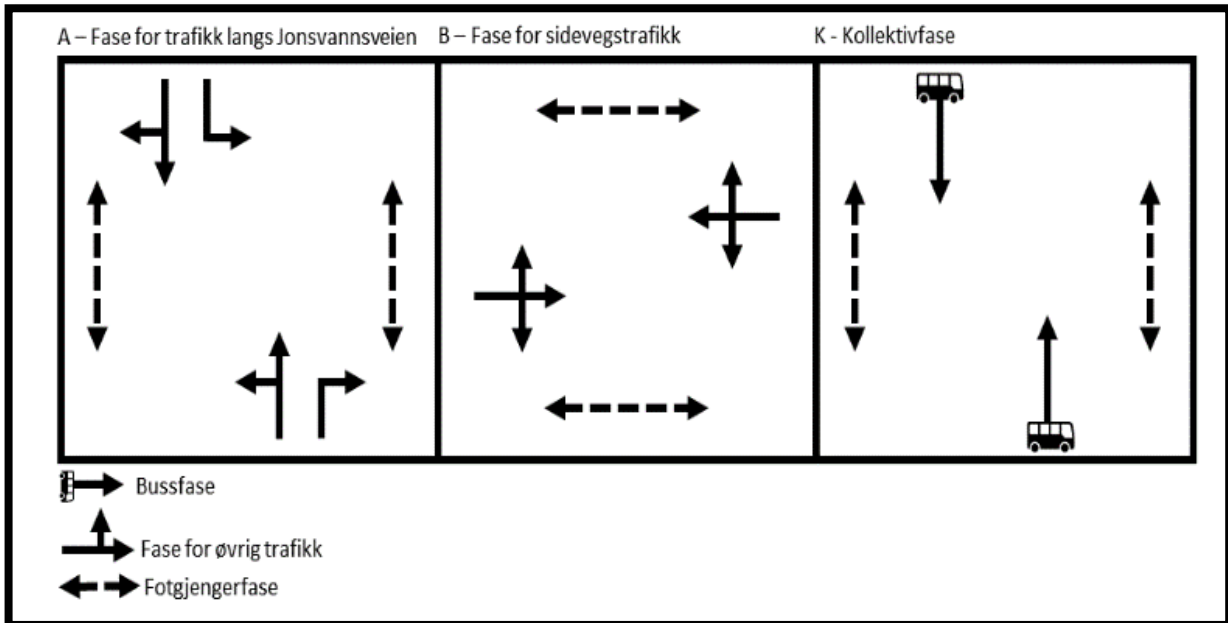 A – Fase for trafikk langs Jonsvannsveien
B – Fase for sidevegstrafikk
K - Kollektivfase
Bussfase
Fase for øvrig trafikk
Fotgjengerfase